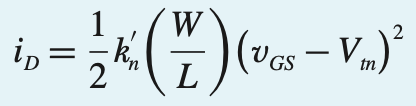 $i_D = \frac{1}{2} k_n' \left( \frac{W}{L} \right) (v_{GS} - V_{tn})^2$